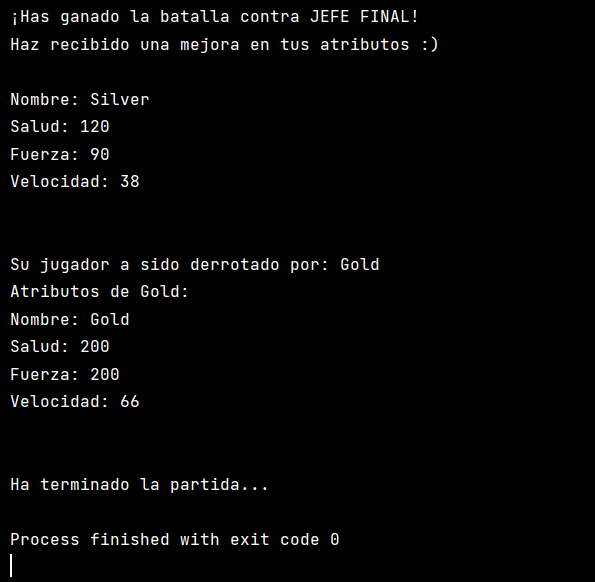 ¡Has ganado la batalla contra JEFE FINAL!
Haz recibido una mejora en tus atributos :)
Nombre: Silver
Salud: 120
Fuerza: 90
Velocidad: 38
Su jugador a sido derrotado por: Gold
Atributos de Gold:
Nombre: Gold
Salud: 200
Fuerza: 200
Velocidad: 66
Ha terminado la partida...
Process finished with exit code 0